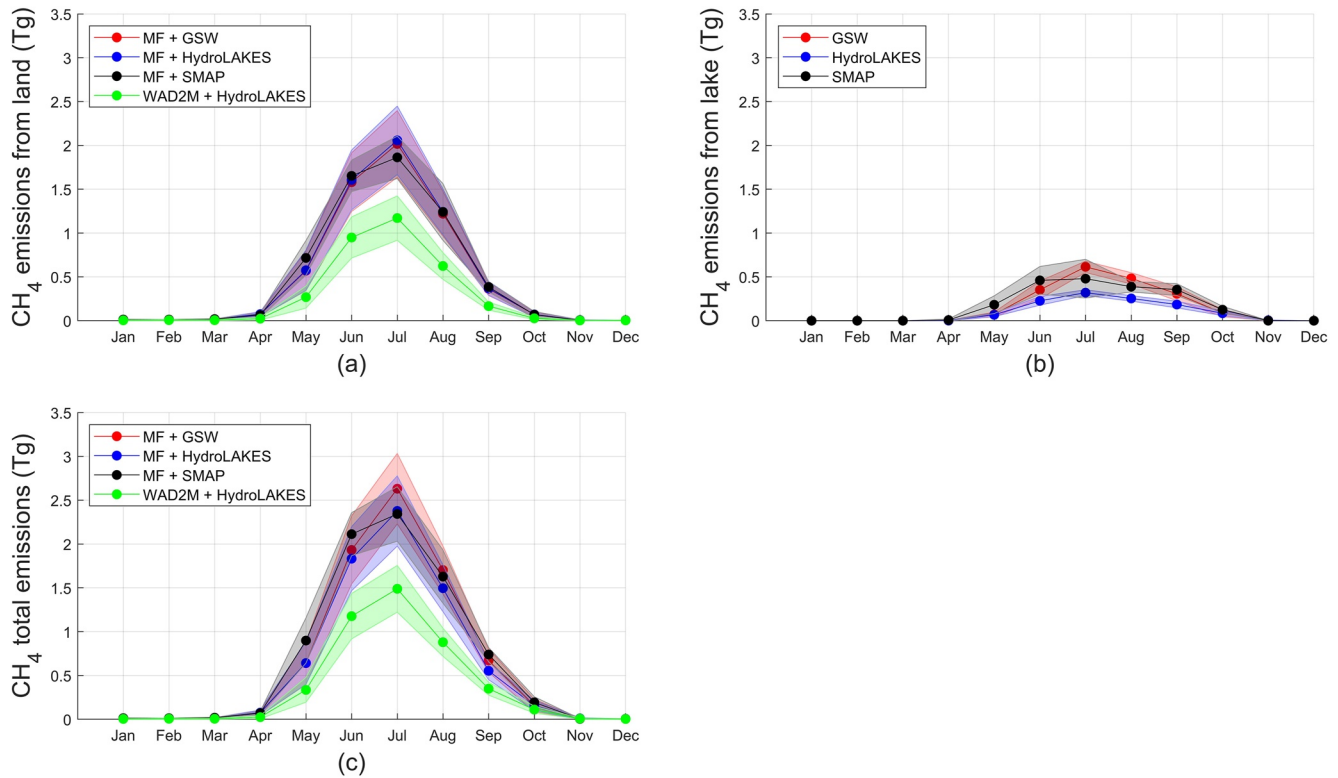 CH4 emissions from land (Tg)
3.5
3
2.5
2
1.5
1
0.5
0
MF + GSW
MF + HydroLAKES
MF + SMAP
WAD2M + HydroLAKES
Jan Feb Mar Apr May Jun Jul Aug Sep Oct Nov Dec
(a)
CH4 emissions from lake (Tg)
3.5
3
2.5
2
1.5
1
0.5
0
GSW
HydroLAKES
SMAP
Jan Feb Mar Apr May Jun Jul Aug Sep Oct Nov Dec
(b)
CH4 total emissions (Tg)
3.5
3
2.5
2
1.5
1
0.5
0
MF + GSW
MF + HydroLAKES
MF + SMAP
WAD2M + HydroLAKES
Jan Feb Mar Apr May Jun Jul Aug Sep Oct Nov Dec
(c)